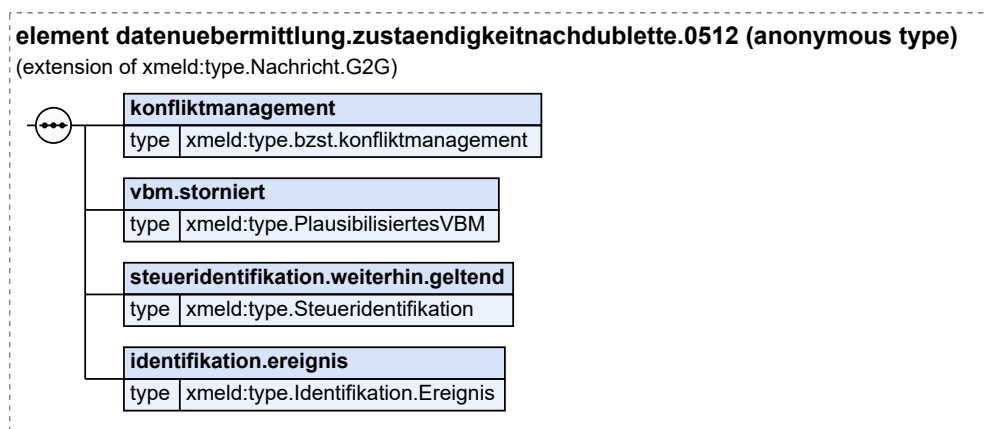 element datenuebermittlung.zustaendigkeitnachdublette.0512 (anonymous type)
(extension of xmeld:type.Nachricht.G2G)
konfliktmanagement
type xmeld:type.bzst.konfliktmanagement
vbm.storniert
type xmeld:type.PlausibilisiertesVBM
steueridentifikation.weiterhin.geltend
type xmeld:type.Steueridentifikation
identifikation.ereignis
type xmeld:type.Identifikation.Ereignis